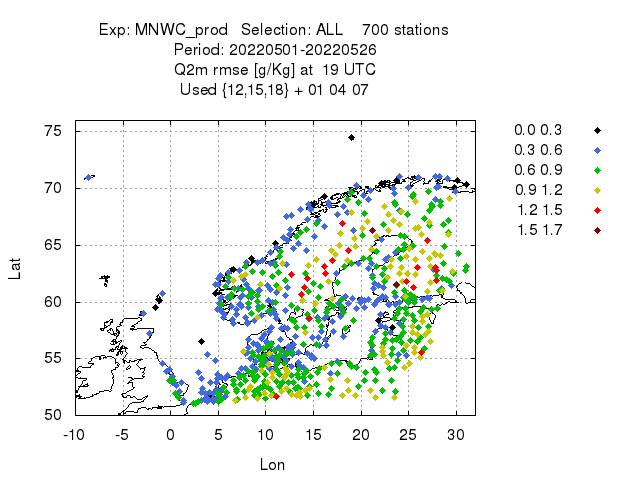 Exp: MNWC_prod Selection: ALL 700 stations
Period: 20220501-20220526
Q2m rmse [g/Kg] at 19 UTC
Used {12,15,18} + 01 04 07
0.0 0.3
0.3 0.6
0.6 0.9
0.9 1.2
1.2 1.5
1.5 1.7
Lat
75
70
65
60
55
50
-10 -5 0 5 10 15 20 25 30
Lon